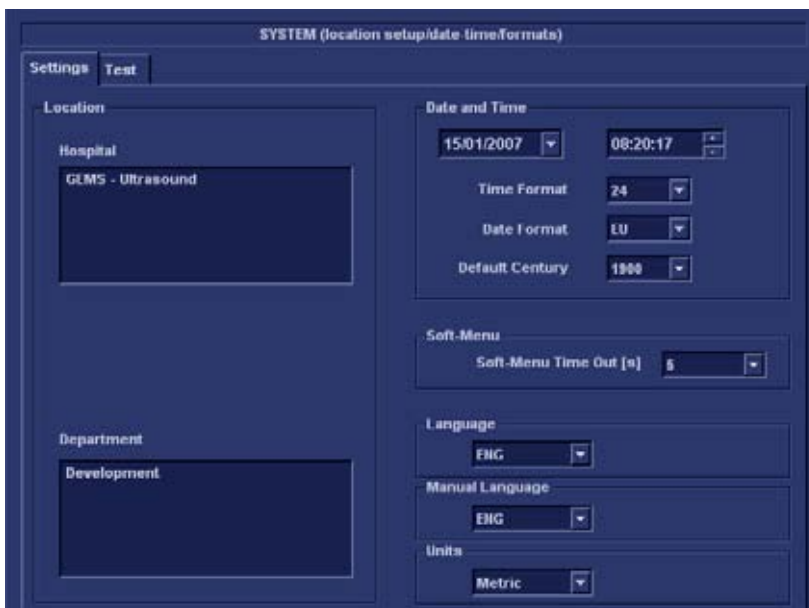 SYSTEM (location setup/date-time/formats)
Settings Test
Location
Hospital
GEMS - Ultrasound
Department
Development
Date and Time
15/01/2007 08:20:17
Time Format 24
Date Format EU
Default Century 1900
Soft-Menu
Soft-Menu Time Out [s] 5
Language
ENG
Manual Language
ENG
Units
Metric